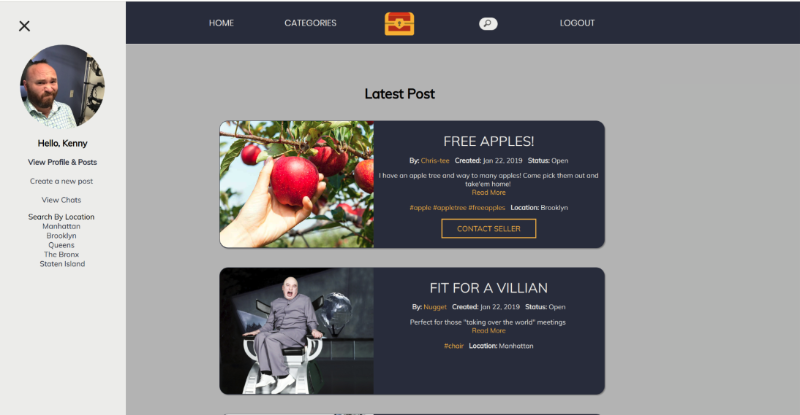 HOME
CATEGORIES
LOGOUT
Hello, Kenny
View Profile & Posts
Create a new post
View Chats
Search By Location
Manhattan
Brooklyn
Queens
The Bronx
Staten Island
Latest Post
FREE APPLES!
By: Chris-tee Created: Jan 22, 2019 Status: Open
I have an apple tree and way to many apples! Come pick them out and
take'em home!
Read More
#apple #appletree #freeapples Location: Brooklyn
CONTACT SELLER
FIT FOR A VILLIAN
By: Nugget Created: Jan 22, 2019 Status: Open
Perfect for those "taking over the world" meetings
Read More
#chair Location: Manhattan